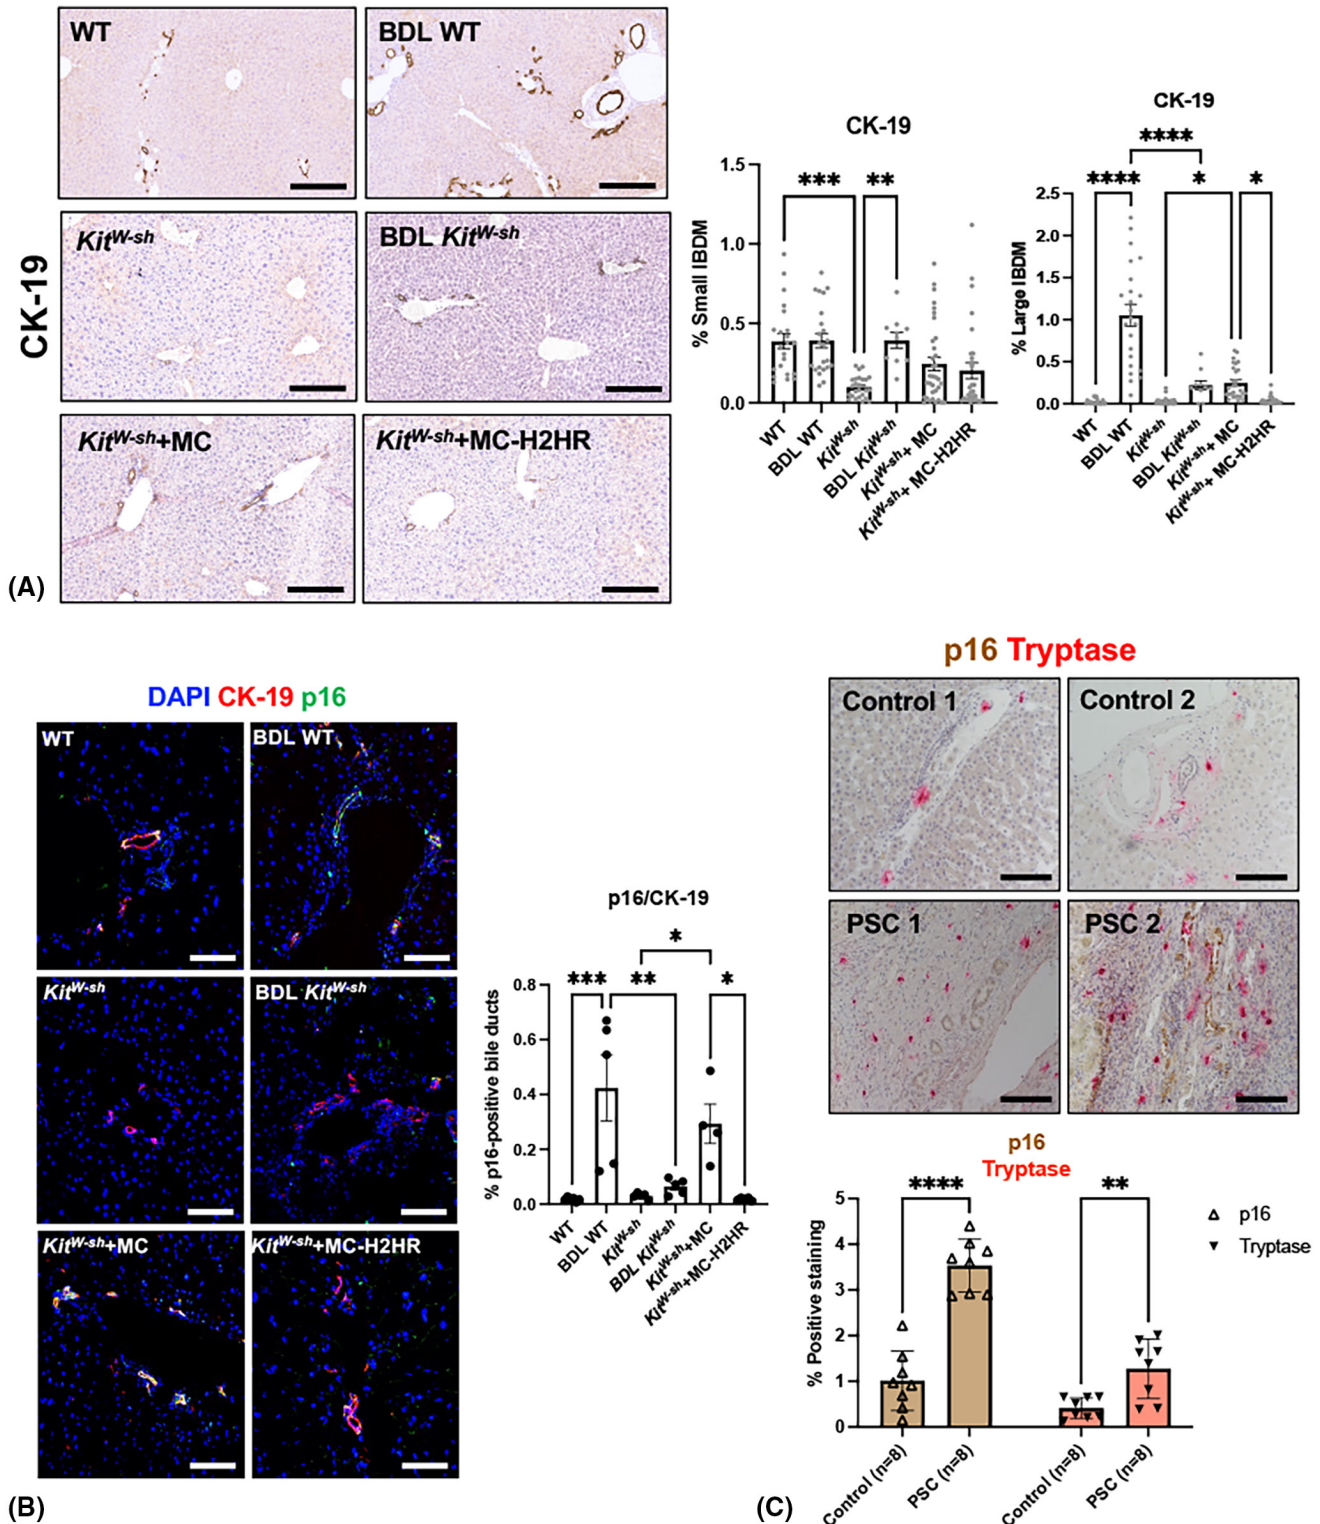 CK-19
WT
BDL WT
KitW-sh
BDL KitW-sh
KitW-sh+MC
KitW-sh+MC-H2HR
(A)
CK-19
% Small IBDM
1.5
1.0
0.5
0.0
***
**
WT
BDL WT
KitW-sh
BDL KitW-sh
KitW-sh+ MC
KitW-sh+ MC-H2HR
CK-19
% Large IBDM
2.5
2.0
1.5
1.0
0.5
0.0
****
****
*
*
WT
BDL WT
KitW-sh
BDL KitW-sh
KitW-sh+ MC
KitW-sh+ MC-H2HR
DAPI CK-19 p16
WT
BDL WT
KitW-sh
BDL KitW-sh
KitW-sh+MC
KitW-sh+MC-H2HR
(B)
p16/CK-19
% p16-positive bile ducts
0.8
0.6
0.4
0.2
0.0
*
***
**
*
WT
BDL WT
KitW-sh
BDL KitW-sh
KitW-sh+MC
KitW-sh+MC-H2HR
p16 Tryptase
Control 1
Control 2
PSC 1
PSC 2
p16
Tryptase
% Positive staining
5
4
3
2
1
0
****
**
p16
Tryptase
Control (n=8)
PSC (n=8)
Control (n=8)
PSC (n=8)
(C)